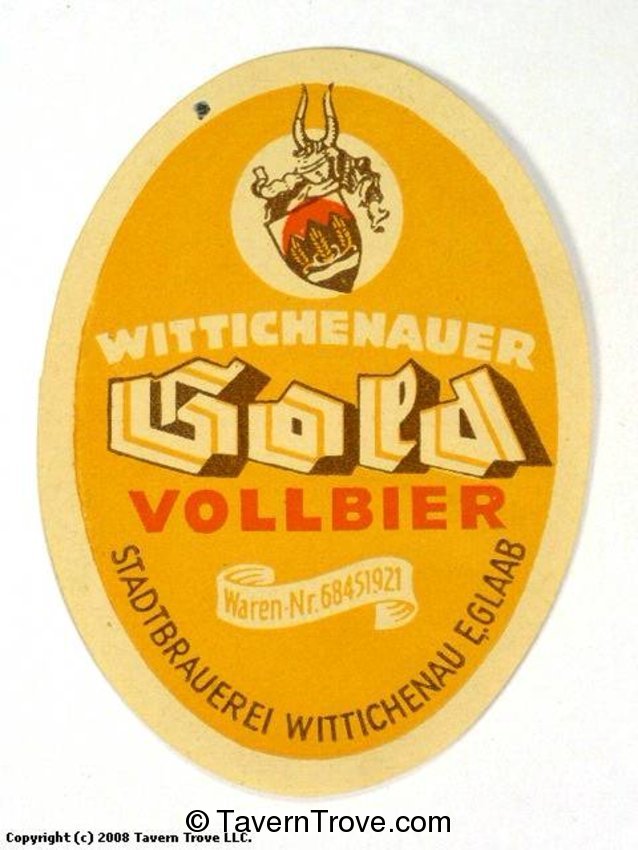 WITTICHENAUER
Gold
VOLLBIER
Waren-Nr. 68451921
STADTBRAUEREI WITTICHENAU E. GLAAB
© TavernTrove.com
Copyright (c) 2008 Tavern Trove LLC.